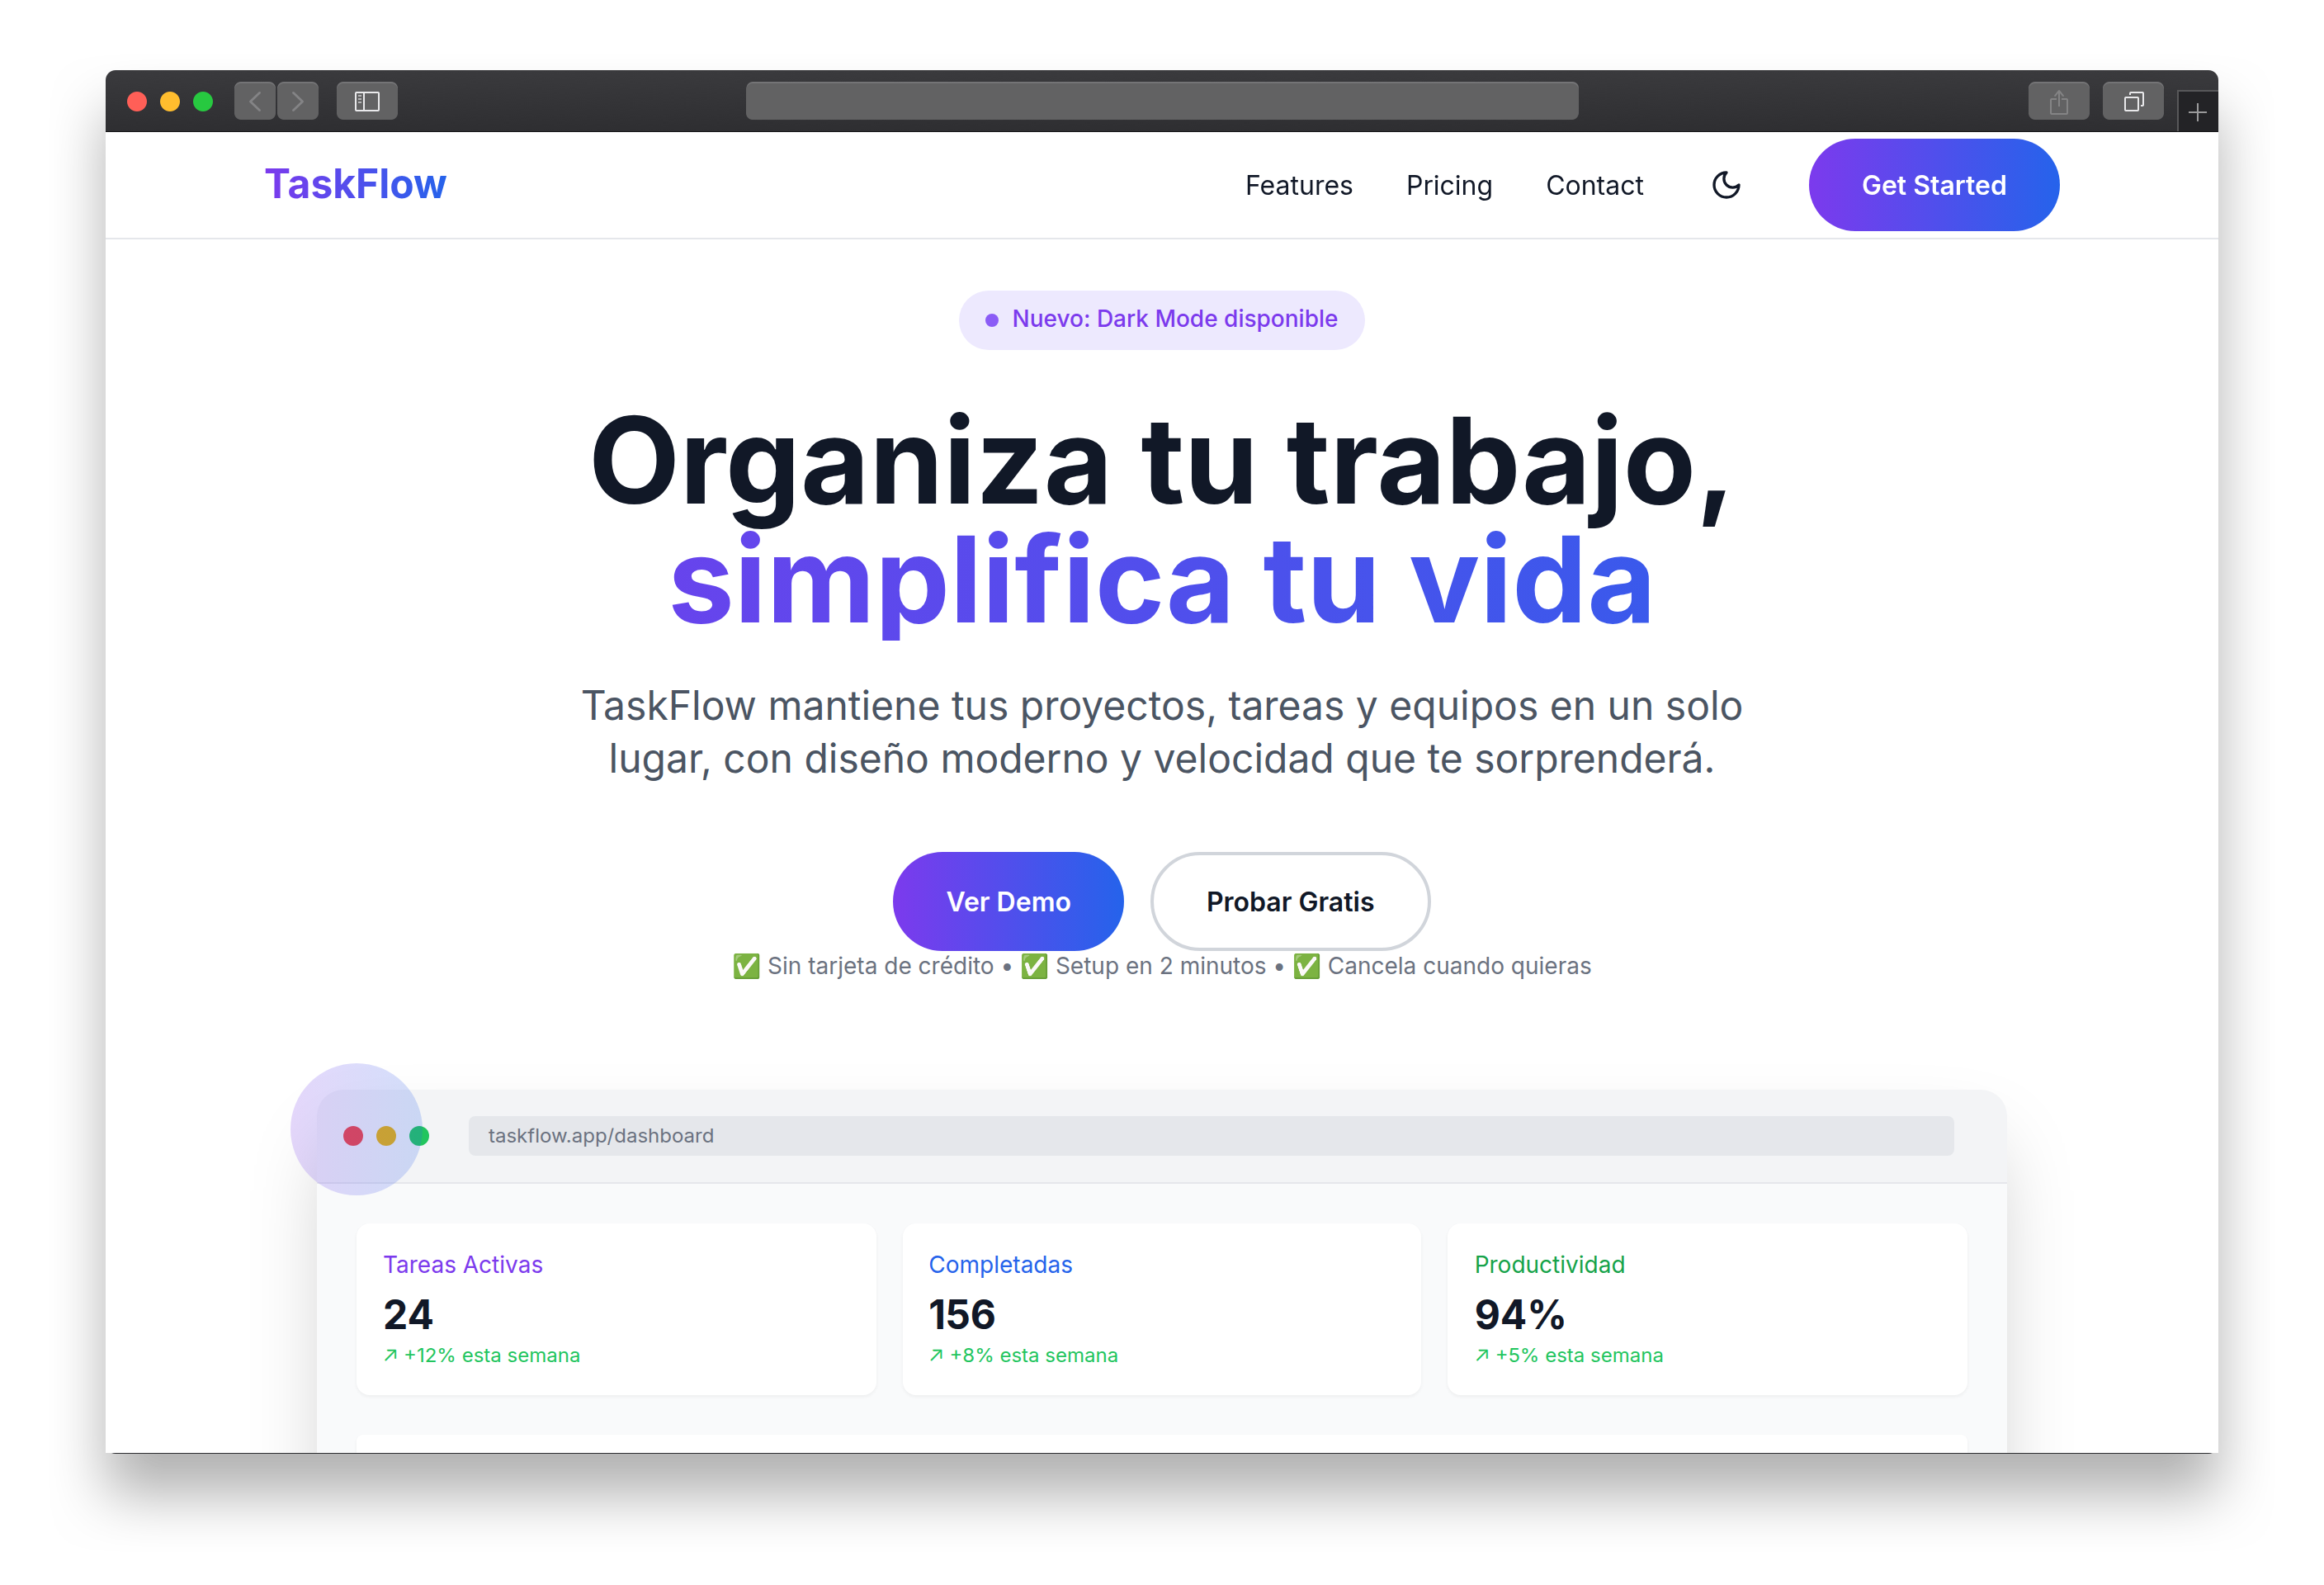 TaskFlow
Features
Pricing
Contact
Get Started
Nuevo: Dark Mode disponible
Organiza tu trabajo,
simplifica tu vida
TaskFlow mantiene tus proyectos, tareas y equipos en un solo
lugar, con diseño moderno y velocidad que te sorprenderá.
Ver Demo
Probar Gratis
✅ Sin tarjeta de crédito • ✅ Setup en 2 minutos • ✅ Cancela cuando quieras
taskflow.app/dashboard
Tareas Activas
24
↗ +12% esta semana
Completadas
156
↗ +8% esta semana
Productividad
94%
↗ +5% esta semana